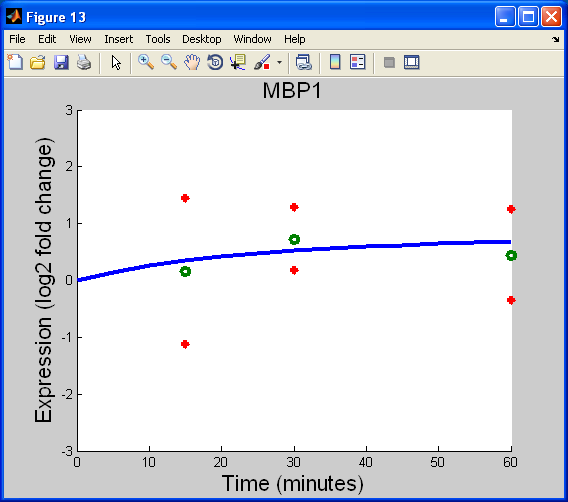 Figure 13
File Edit View Insert Tools Desktop Window Help
MBP1
3
2
1
0
-1
-2
-3
Expression (log2 fold change)
0 10 20 30 40 50 60
Time (minutes)